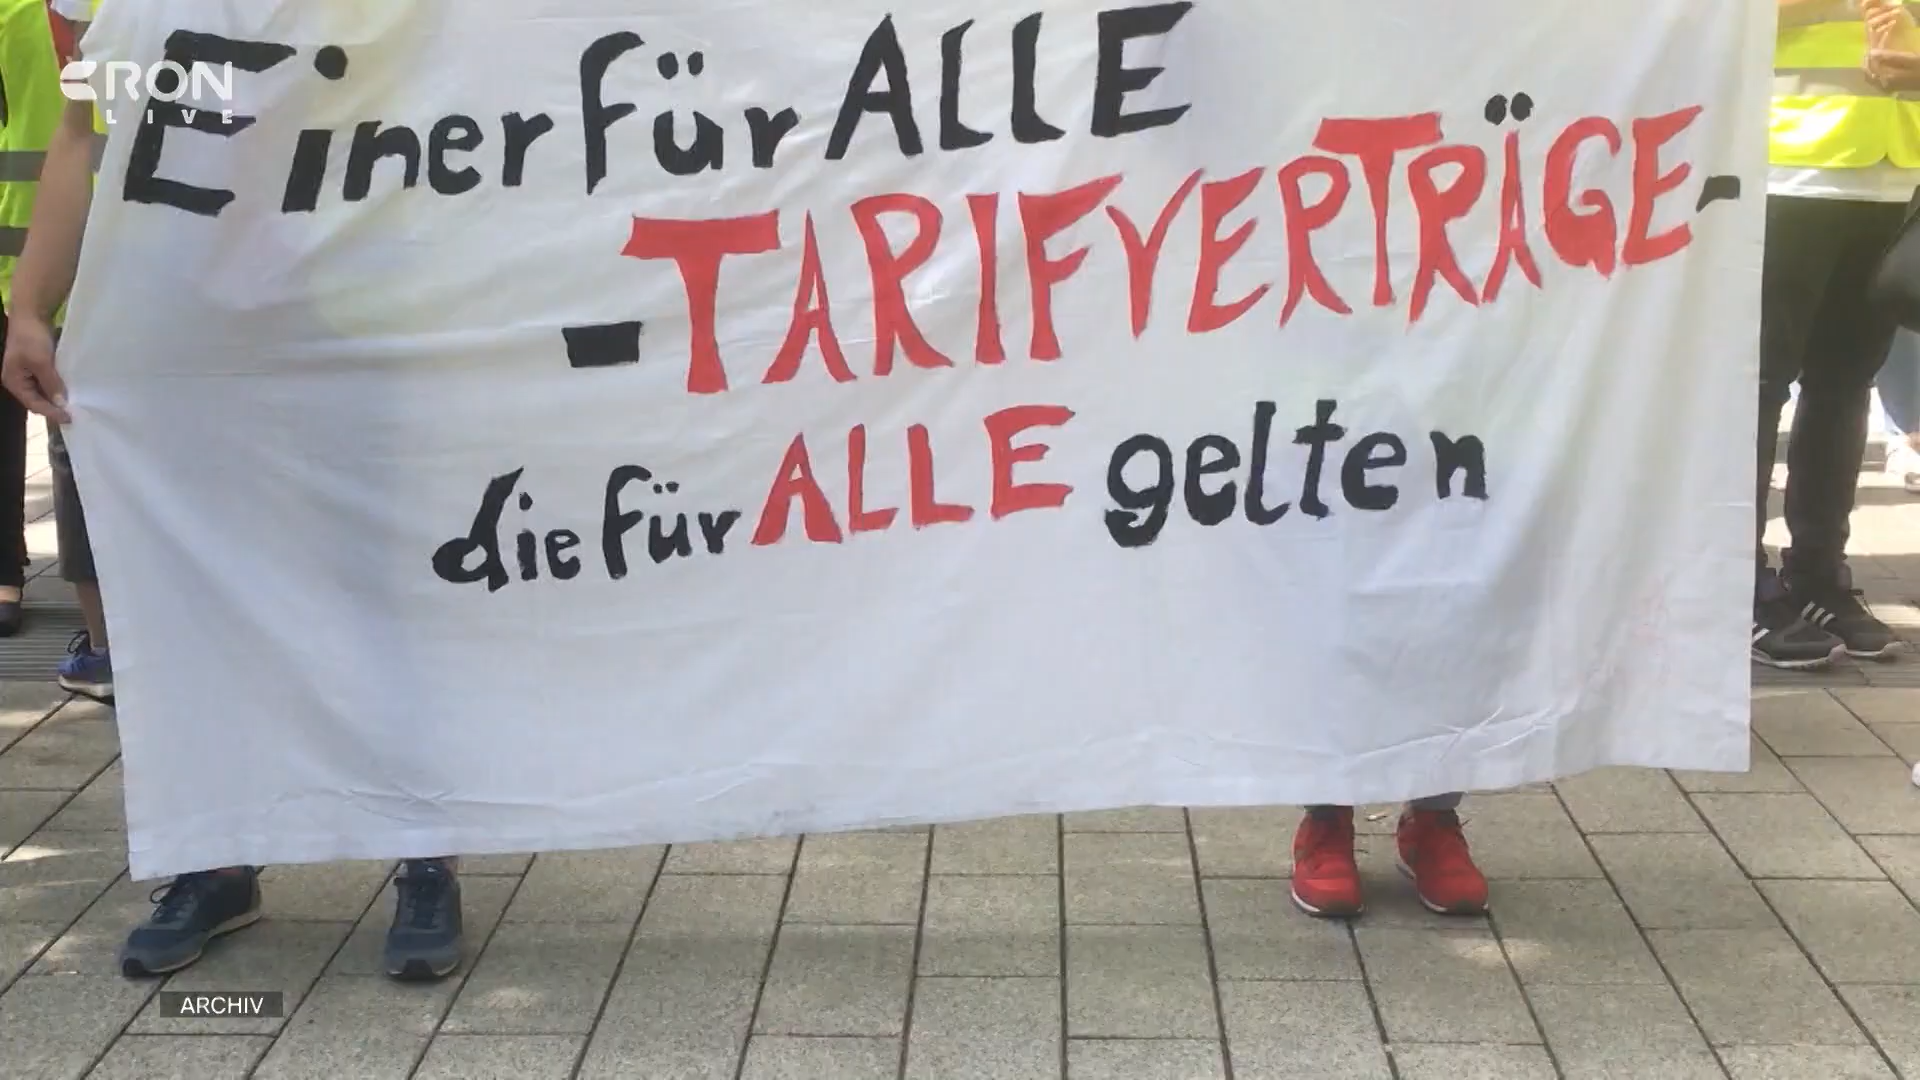 RON
LIVE
Einer für ALLE
- TARIFVERTRÄGE -
die für ALLE gelten
ARCHIV